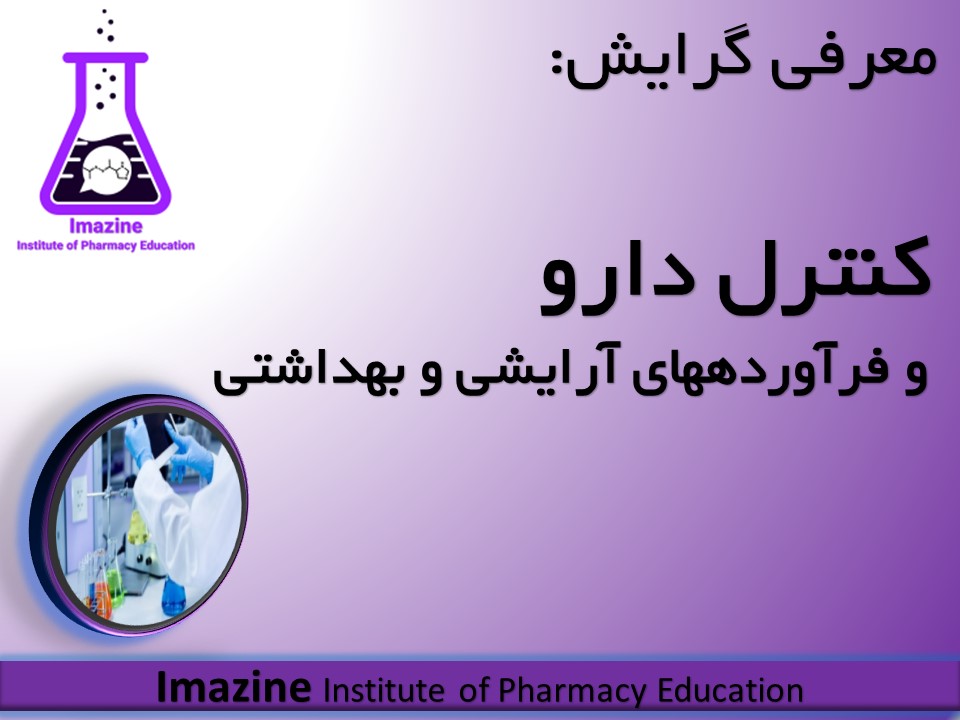 معرفی گرایش:
Imazine
Institute of Pharmacy Education
کنترل دارو
و فرآوردههای آرایشی و بهداشتی
Imazine Institute of Pharmacy Education